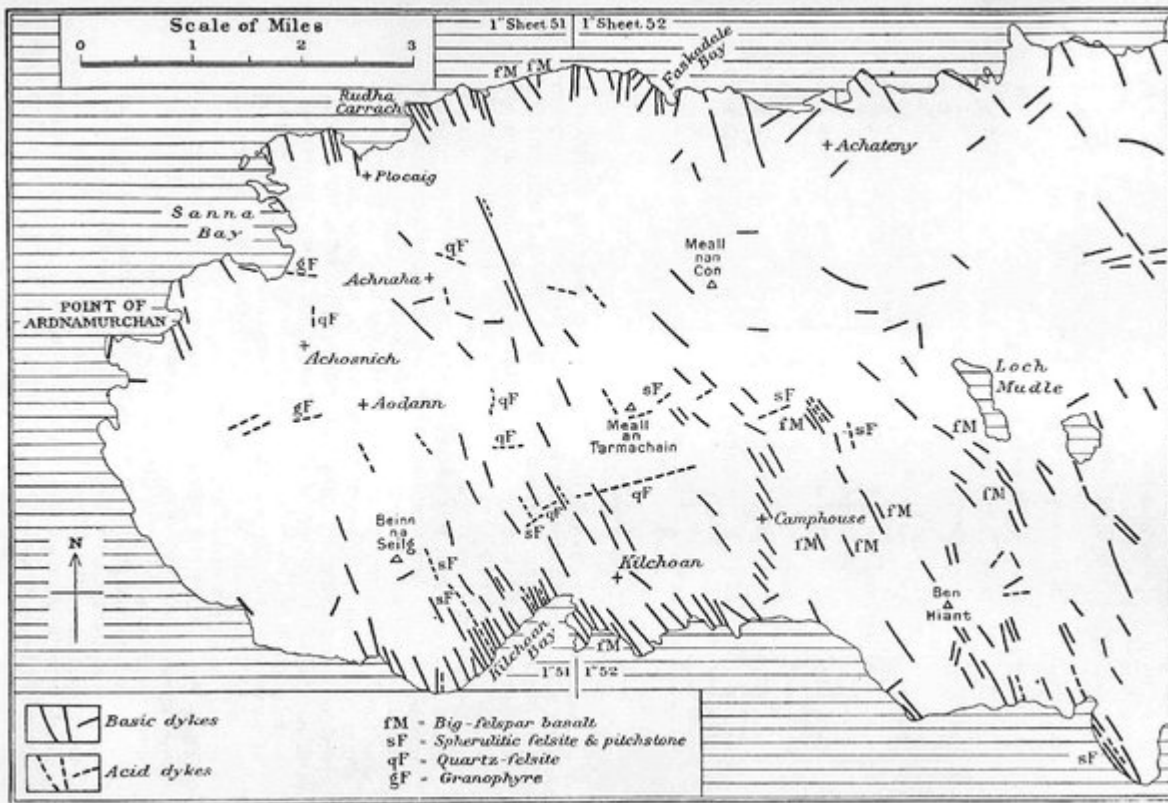 Scale of Miles
0 1 2 3
1" Sheet 51 1" Sheet 52
fM fM
Faskadale Bay
Rudha Carrach
+ Achateny
+ Plocaig
Sanna Bay
qF
Meall nan Con
gF
Achnaha +
POINT OF ARDNAMURCHAN
qF
+ Achosnich
Loch Mudle
sF
sF
gF
+ Aodann
qF
Meall an Tarmachain
fM
sF
fM
qF
qF
fM
sF
qF
+ Camphouse
fM
Beinn na Seilg
fM
fM
N
sF
Kilchoan
sF
Ben Hiant
Kilchoan Bay
fM
1" 51 1" 52
Basic dykes
Acid dykes
fM = Big-felspar basalt
sF = Spherulitic felsite & pitchstone
qF = Quartz-felsite
gF = Granophyre
sF